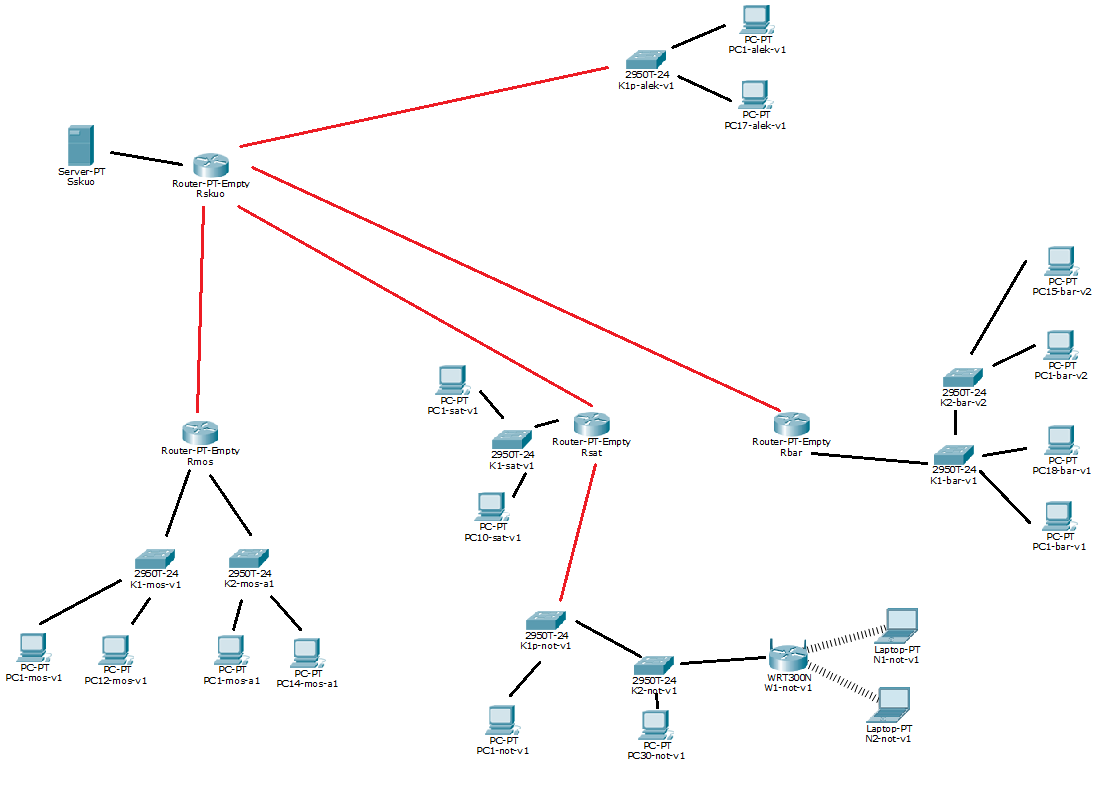 PC-PT
PC1-alek-v1
2950T-24
K1p-alek-v1
PC-PT
PC17-alek-v1
Server-PT
Sskuo
Router-PT-Empty
Rskuo
PC-PT
PC15-bar-v2
PC-PT
PC1-bar-v2
2950T-24
K2-bar-v2
PC-PT
PC1-sat-v1
Router-PT-Empty
Rsat
Router-PT-Empty
Rbar
Router-PT-Empty
Rmos
2950T-24
K1-sat-v1
PC-PT
PC18-bar-v1
2950T-24
K1-bar-v1
PC-PT
PC10-sat-v1
PC-PT
PC1-bar-v1
2950T-24
K1-mos-v1
2950T-24
K2-mos-a1
2950T-24
K1p-not-v1
Laptop-PT
N1-not-v1
PC-PT
PC1-mos-v1
PC-PT
PC12-mos-v1
PC-PT
PC1-mos-a1
PC-PT
PC14-mos-a1
2950T-24
K2-not-v1
WRT300N
W1-not-v1
Laptop-PT
N2-not-v1
PC-PT
PC1-not-v1
PC-PT
PC30-not-v1